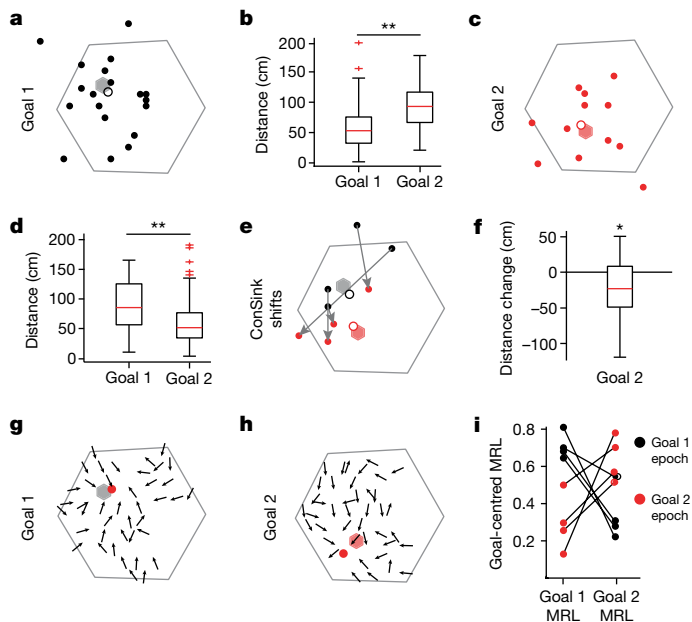 a
Goal 1
b
**
Distance (cm)
200
150
100
50
0
Goal 1 Goal 2
c
Goal 2
d
**
Distance (cm)
200
150
100
50
0
Goal 1 Goal 2
e
ConSink
shifts
f
*
Distance change (cm)
50
0
−50
−100
Goal 2
g
Goal 1
h
Goal 2
i
Goal-centred MRL
0.8
0.6
0.4
0.2
Goal 1 Goal 2
MRL MRL
Goal 1
epoch
Goal 2
epoch